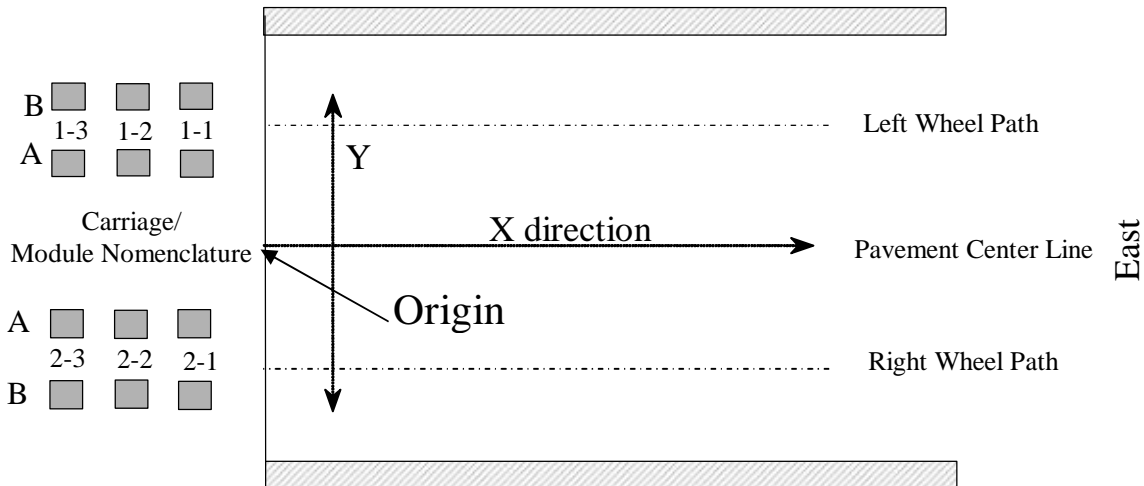 B
1-3 1-2 1-1
A
Left Wheel Path
Y
Carriage/
Module Nomenclature
X direction
Pavement Center Line
East
Origin
A
2-3 2-2 2-1
B
Right Wheel Path